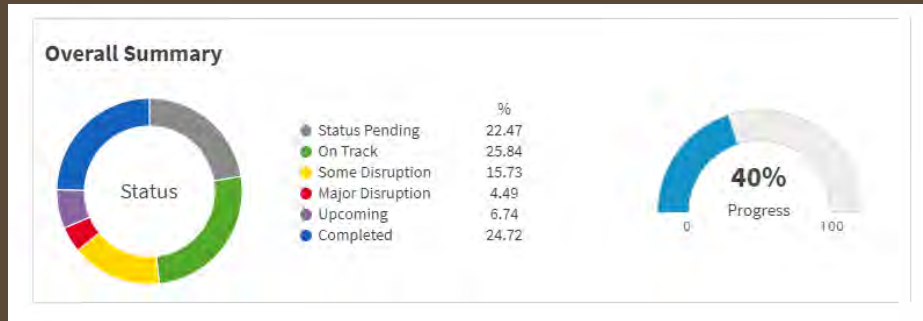 Overall Summary
Status
%
Status Pending 22.47
On Track 25.84
Some Disruption 15.73
Major Disruption 4.49
Upcoming 6.74
Completed 24.72
40%
Progress
0 100